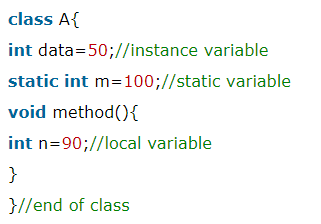 class A{
int data=50;//instance variable
static int m=100;//static variable
void method(){
int n=90;//local variable
}
}//end of class